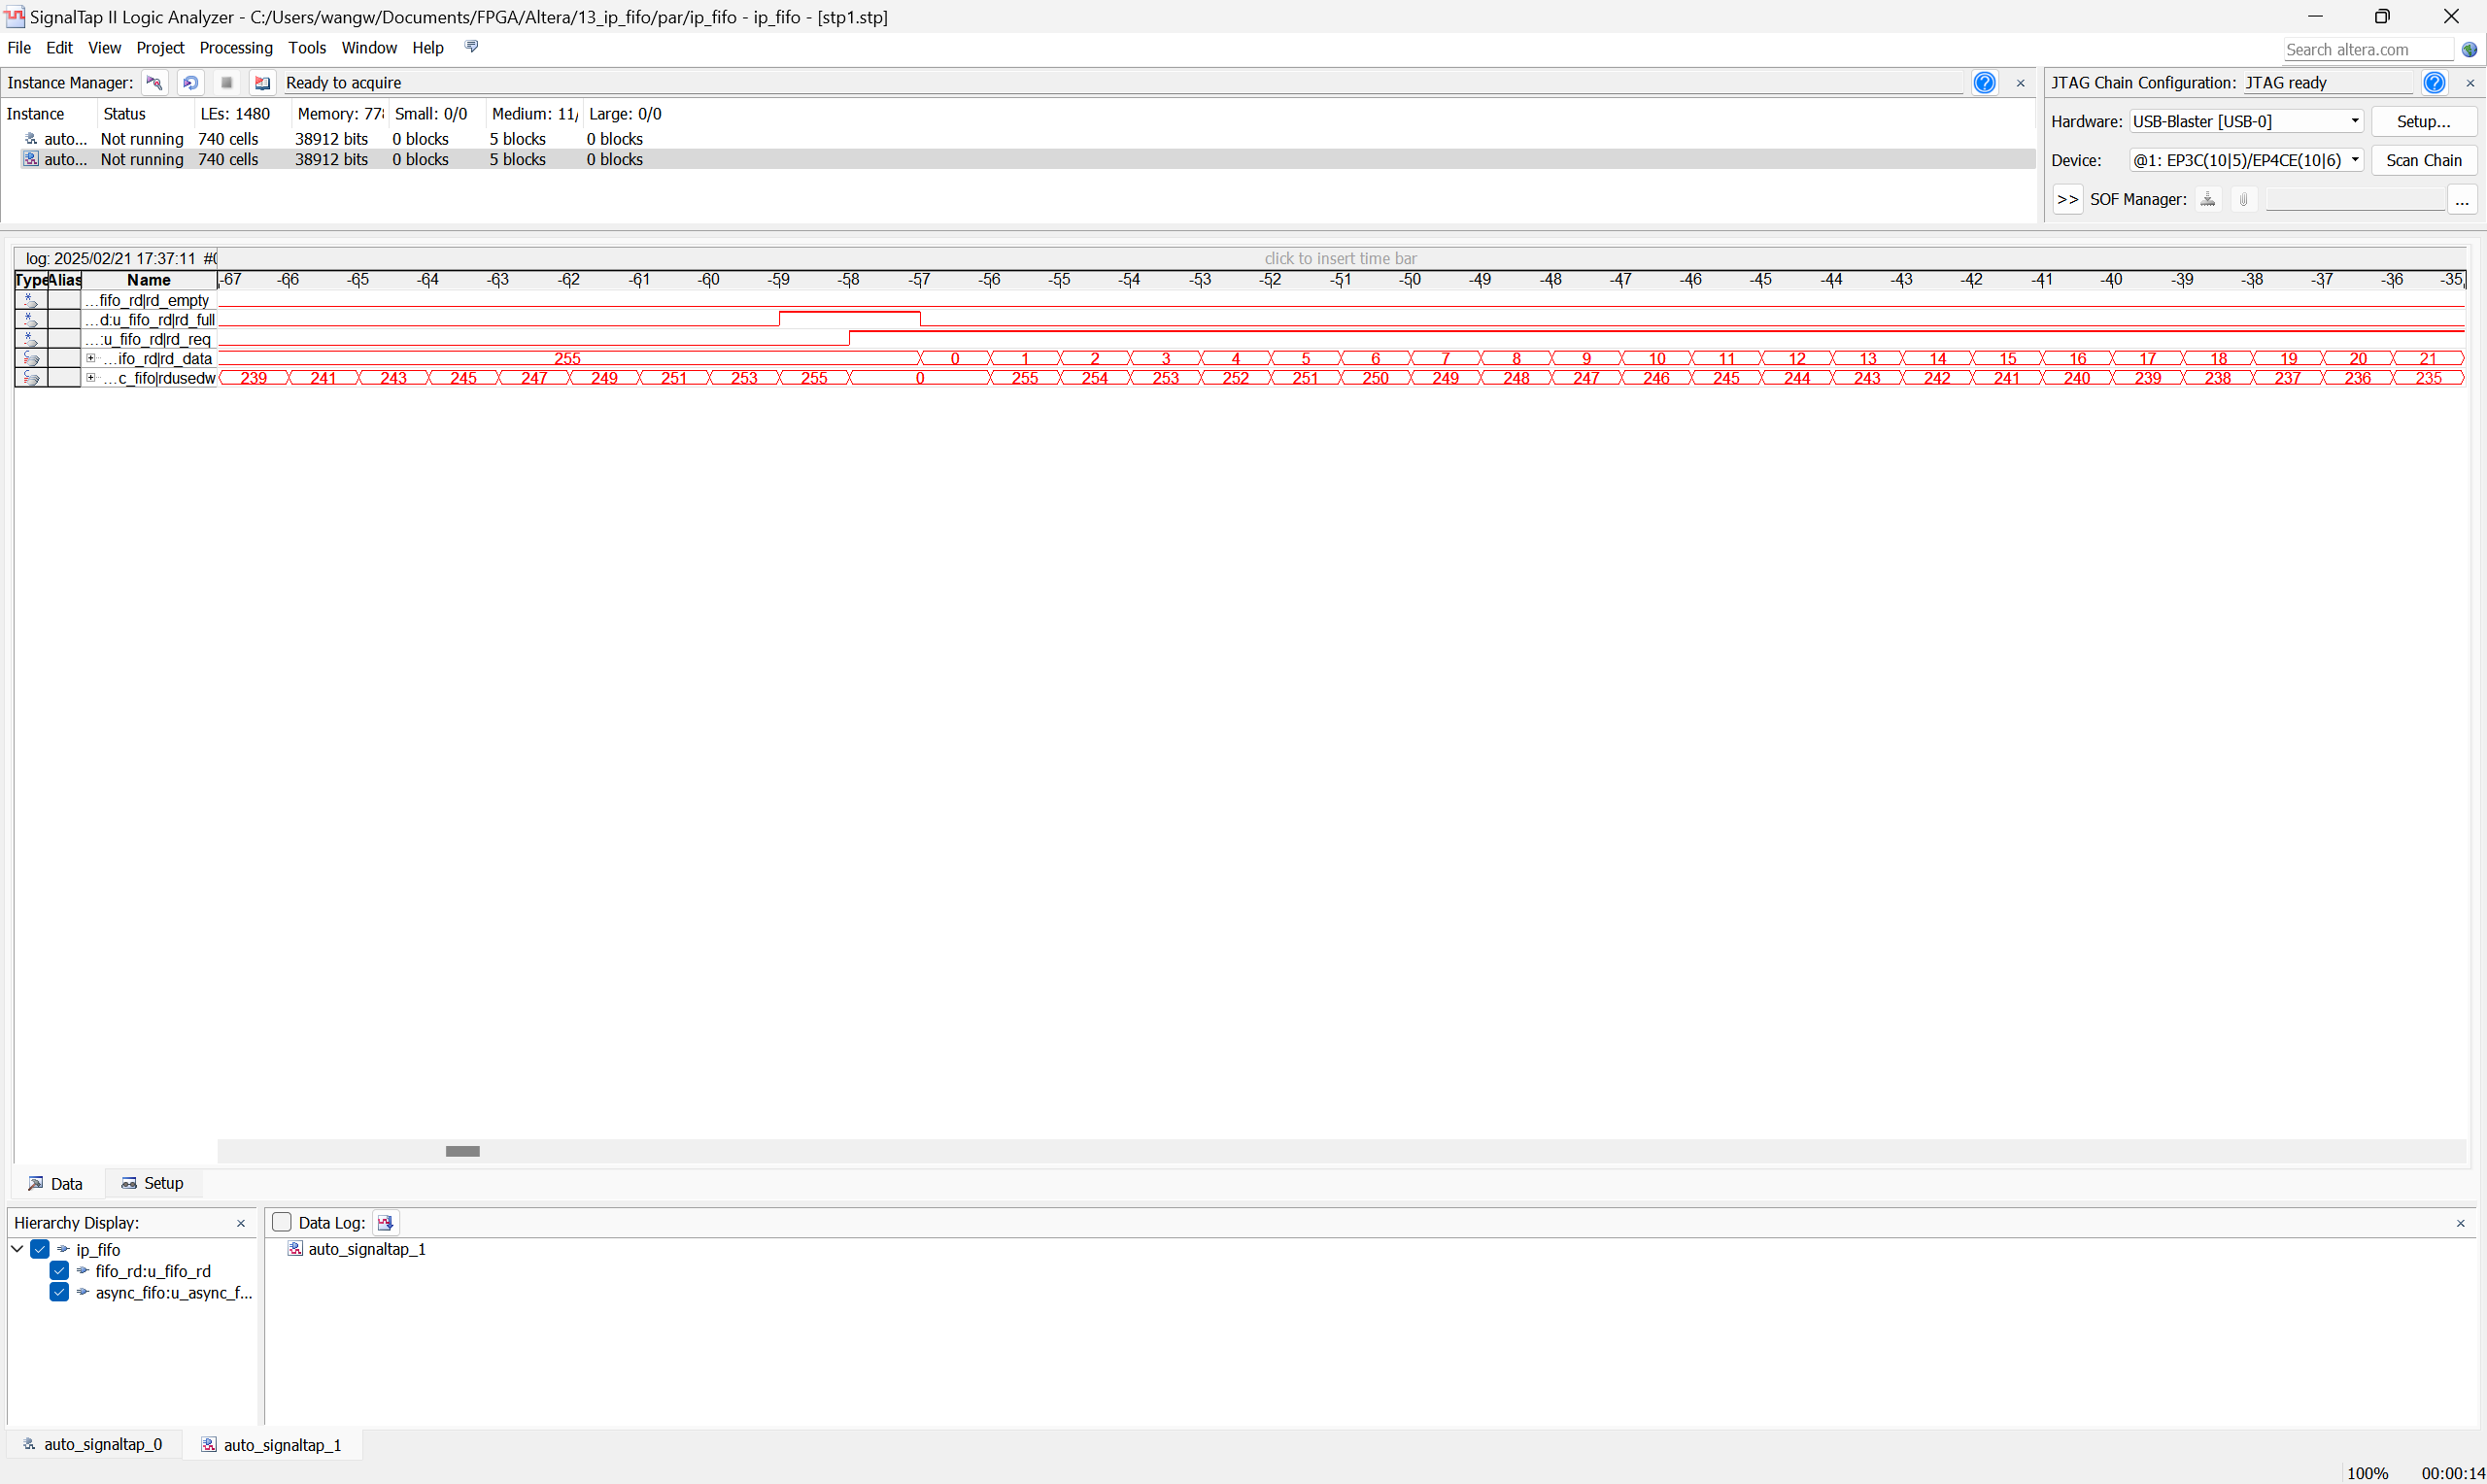 SignalTap II Logic Analyzer - C:/Users/wangw/Documents/FPGA/Altera/13_ip_fifo/par/ip_fifo - ip_fifo - [stp1.stp]
File Edit View Project Processing Tools Window Help
Search altera.com
Instance Manager: Ready to acquire
JTAG Chain Configuration: JTAG ready
Instance Status LEs: 1480 Memory: 77 Small: 0/0 Medium: 11/ Large: 0/0
auto... Not running 740 cells 38912 bits 0 blocks 5 blocks 0 blocks
auto... Not running 740 cells 38912 bits 0 blocks 5 blocks 0 blocks
Hardware: USB-Blaster [USB-0] Setup...
Device: @1: EP3C(10|5)/EP4CE(10|6) Scan Chain
>> SOF Manager: ...
log: 2025/02/21 17:37:11 #0
click to insert time bar
Type Alias Name -67 -66 -65 -64 -63 -62 -61 -60 -59 -58 -57 -56 -55 -54 -53 -52 -51 -50 -49 -48 -47 -46 -45 -44 -43 -42 -41 -40 -39 -38 -37 -36 -35
...fifo_rd|rd_empty
...d:u_fifo_rd|rd_full
...:u_fifo_rd|rd_req
...ifo_rd|rd_data 255 0 1 2 3 4 5 6 7 8 9 10 11 12 13 14 15 16 17 18 19 20 21
...c_fifo|rdusedw 239 241 243 245 247 249 251 253 255 0 255 254 253 252 251 250 249 248 247 246 245 244 243 242 241 240 239 238 237 236 235
Data Setup
Hierarchy Display:
ip_fifo
fifo_rd:u_fifo_rd
async_fifo:u_async_f...
Data Log:
auto_signaltap_1
auto_signaltap_0 auto_signaltap_1
100% 00:00:14